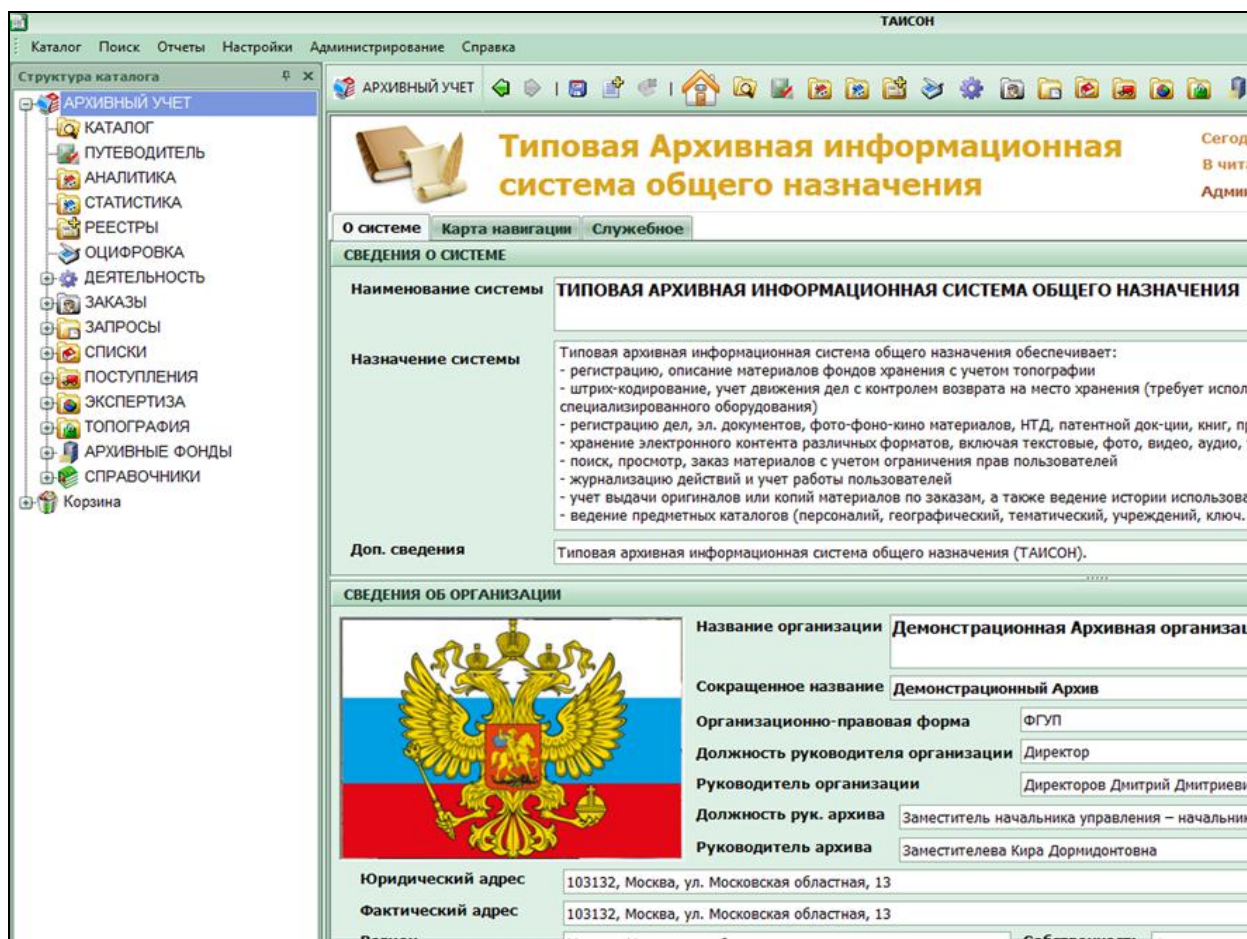 ТАИСОН
Каталог Поиск Отчеты Настройки Администрирование Справка
Структура каталога
АРХИВНЫЙ УЧЕТ
КАТАЛОГ
ПУТЕВОДИТЕЛЬ
АНАЛИТИКА
СТАТИСТИКА
РЕЕСТРЫ
ОЦИФРОВКА
ДЕЯТЕЛЬНОСТЬ
ЗАКАЗЫ
ЗАПРОСЫ
СПИСКИ
ПОСТУПЛЕНИЯ
ЭКСПЕРТИЗА
ТОПОГРАФИЯ
АРХИВНЫЕ ФОНДЫ
СПРАВОЧНИКИ
Корзина
АРХИВНЫЙ УЧЕТ
Типовая Архивная информационная
система общего назначения
Сегод
В чит
Админ
О системе Карта навигации Служебное
СВЕДЕНИЯ О СИСТЕМЕ
Наименование системы ТИПОВАЯ АРХИВНАЯ ИНФОРМАЦИОННАЯ СИСТЕМА ОБЩЕГО НАЗНАЧЕНИЯ
Назначение системы Типовая архивная информационная система общего назначения обеспечивает:
- регистрацию, описание материалов фондов хранения с учетом топографии
- штрих-кодирование, учет движения дел с контролем возврата на место хранения (требует испол
специализированного оборудования)
- регистрацию дел, эл. документов, фото-фоно-кино материалов, НТД, патентной док-ции, книг, п
- хранение электронного контента различных форматов, включая текстовые, фото, видео, аудио,
- поиск, просмотр, заказ материалов с учетом ограничения прав пользователей
- журнализацию действий и учет работы пользователей
- учет выдачи оригиналов или копий материалов по заказам, а также ведение истории использова
- ведение предметных каталогов (персоналий, географический, тематический, учреждений, ключ.
Доп. сведения Типовая архивная информационная система общего назначения (ТАИСОН).
СВЕДЕНИЯ ОБ ОРГАНИЗАЦИИ
Название организации Демонстрационная Архивная организац
Сокращенное название Демонстрационный Архив
Организационно-правовая форма ФГУП
Должность руководителя организации Директор
Руководитель организации Директоров Дмитрий Дмитриеви
Должность рук. архива Заместитель начальника управления – начальник
Руководитель архива Заместителева Кира Дормидонтовна
Юридический адрес 103132, Москва, ул. Московская областная, 13
Фактический адрес 103132, Москва, ул. Московская областная, 13